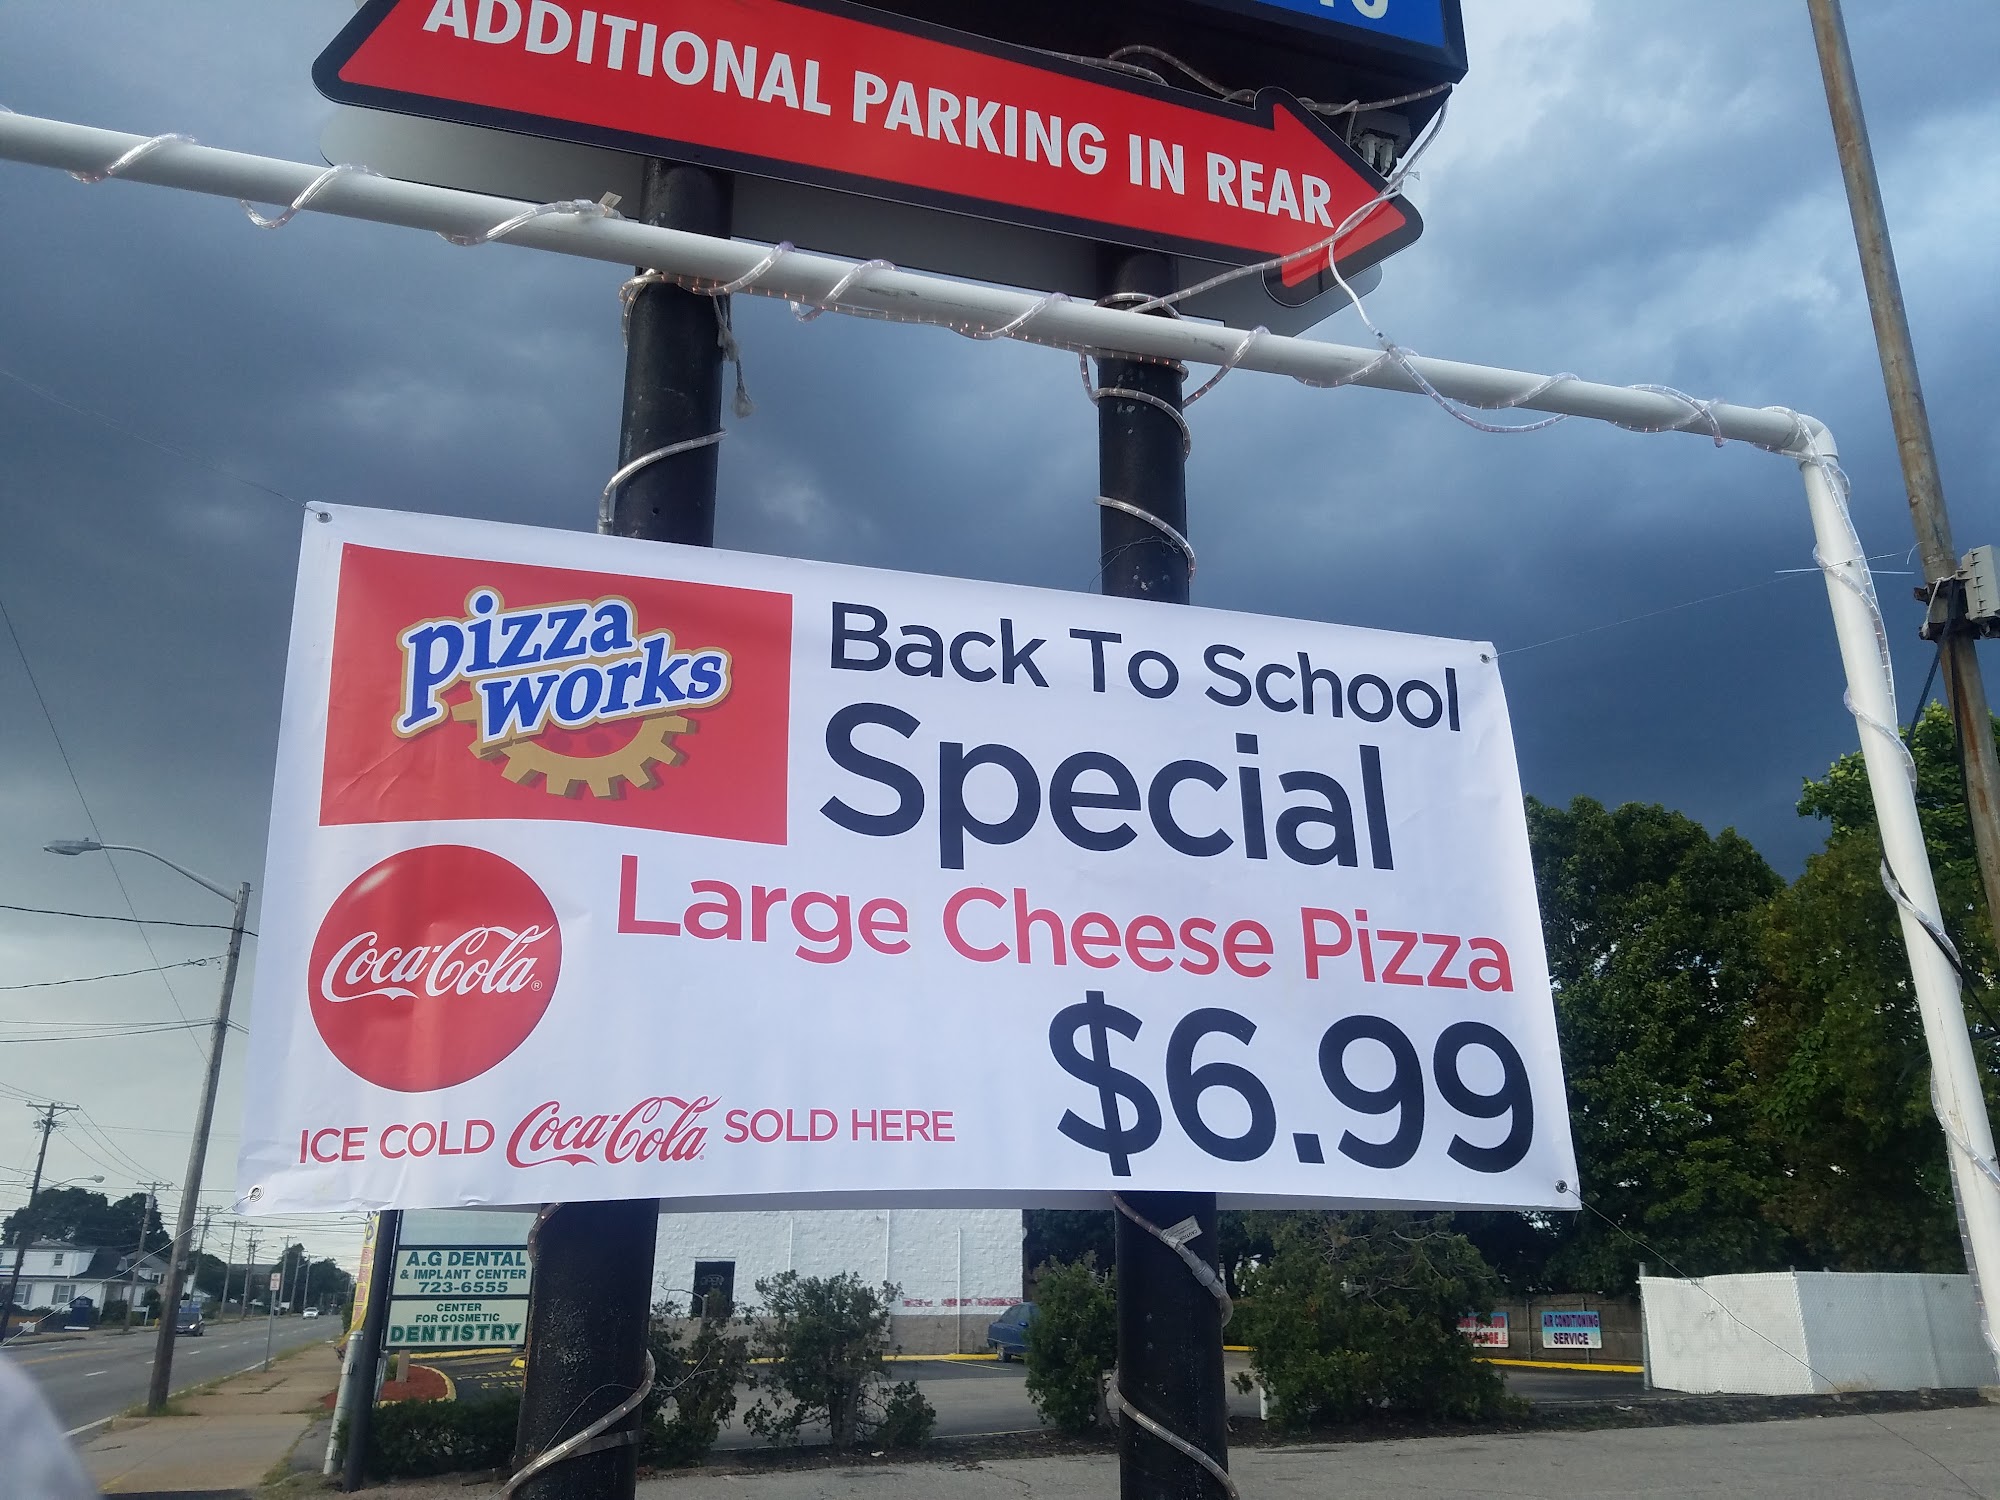 ADDITIONAL PARKING IN REAR
pizza
works
Back To School
Special
Large Cheese Pizza
$6.99
Coca-Cola®
ICE COLD Coca-Cola SOLD HERE
A.G DENTAL
& IMPLANT CENTER
723-6555
CENTER
FOR COSMETIC
DENTISTRY
OPEN
AIR CONDITIONING
SERVICE